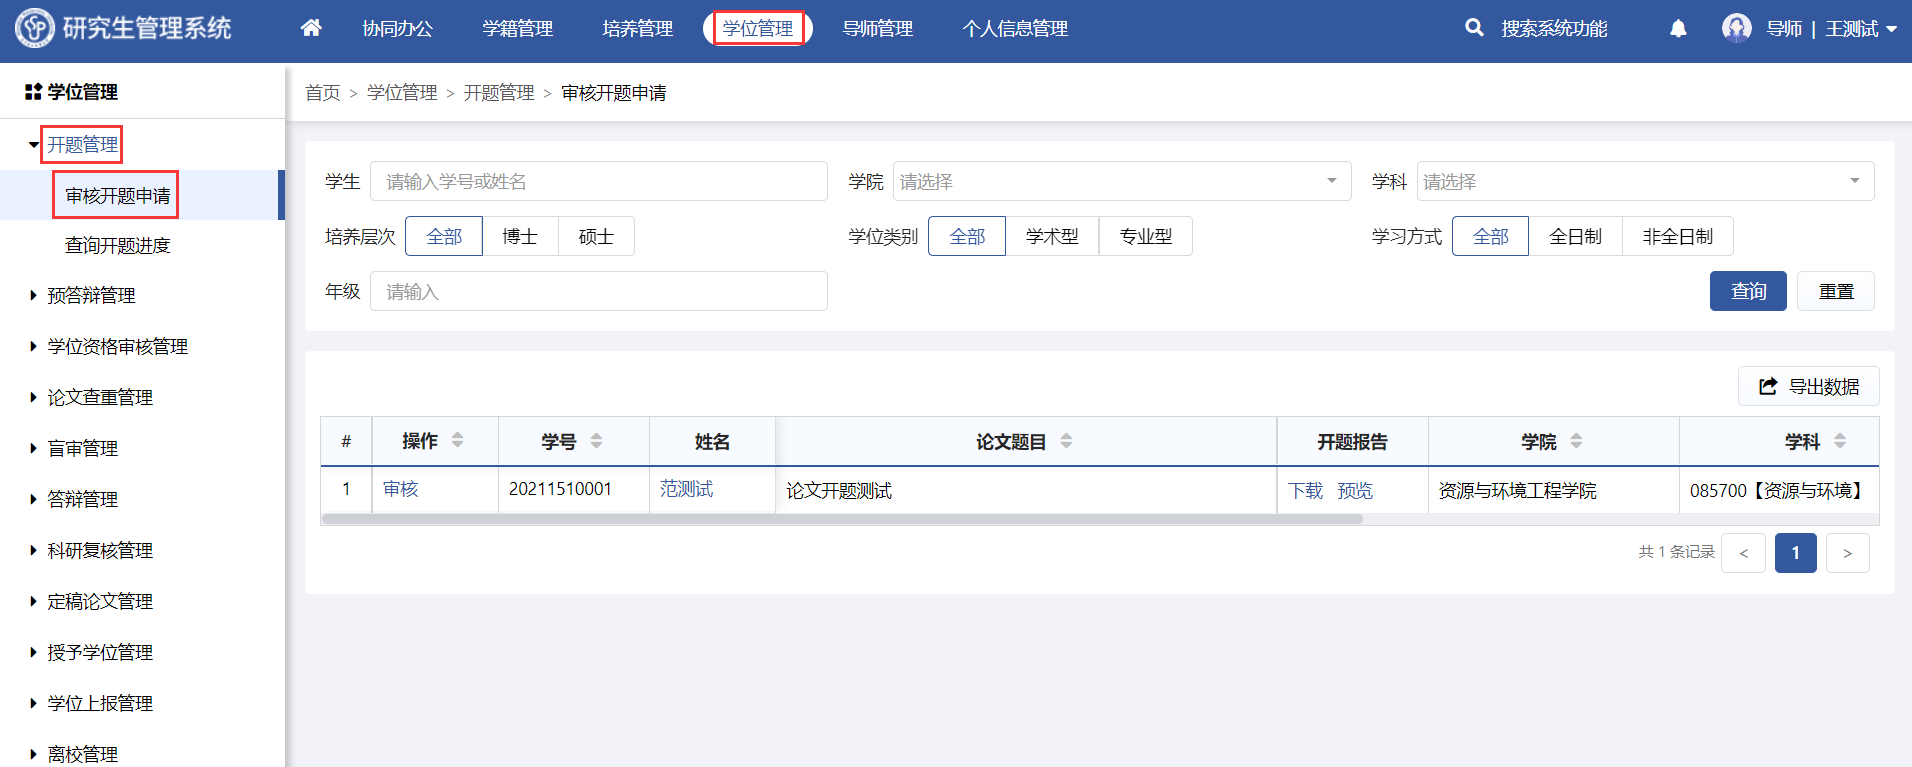 研究生管理系统 协同办公 学籍管理 培养管理 学位管理 导师管理 个人信息管理 搜索系统功能 导师 | 王测试
学位管理
首页 > 学位管理 > 开题管理 > 审核开题申请
开题管理
审核开题申请
查询开题进度
预答辩管理
学位资格审核管理
论文查重管理
盲审管理
答辩管理
科研复核管理
定稿论文管理
授予学位管理
学位上报管理
离校管理
学生 请输入学号或姓名 学院 请选择 学科 请选择
培养层次 全部 博士 硕士 学位类别 全部 学术型 专业型 学习方式 全部 全日制 非全日制
年级 请输入 查询 重置
导出数据
# 操作 学号 姓名 论文题目 开题报告 学院 学科
1 审核 20211510001 范测试 论文开题测试 下载 预览 资源与环境工程学院 085700【资源与环境】
共 1 条记录 < 1 >